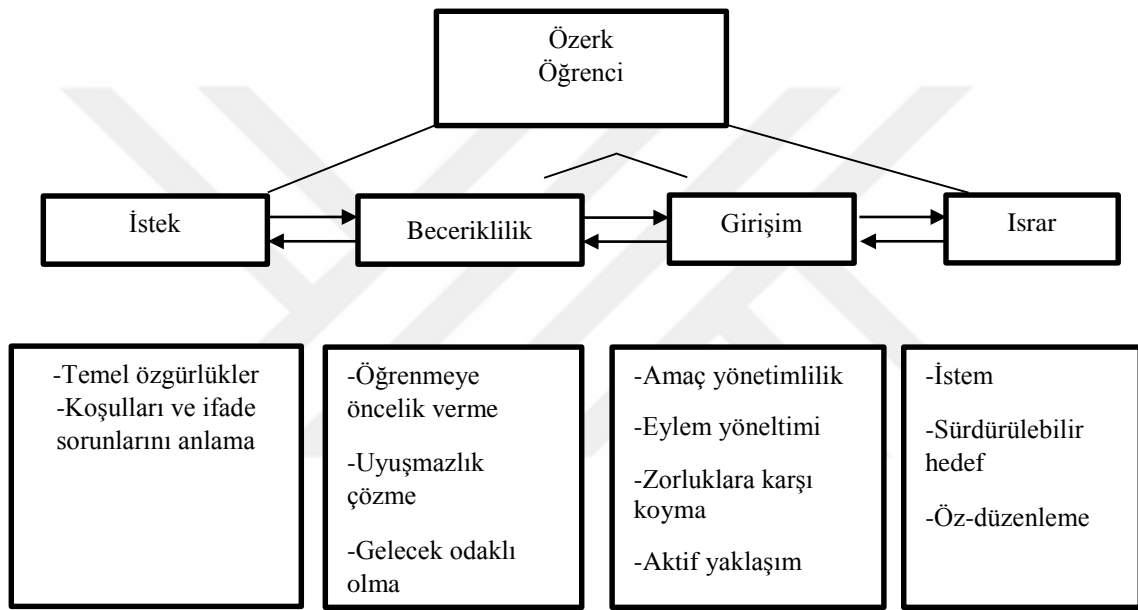 Özerk
Öğrenci
İstek
Beceriklilik
Girişim
Israr
-Temel özgürlükler
-Koşulları ve ifade
sorunlarını anlama
-Öğrenmeye
öncelik verme
-Uyuşmazlık
çözme
-Gelecek odaklı
olma
-Amaç yönetimlilik
-Eylem yöneltimi
-Zorluklara karşı
koyma
-Aktif yaklaşım
-İstem
-Sürdürülebilir
hedef
-Öz-düzenleme